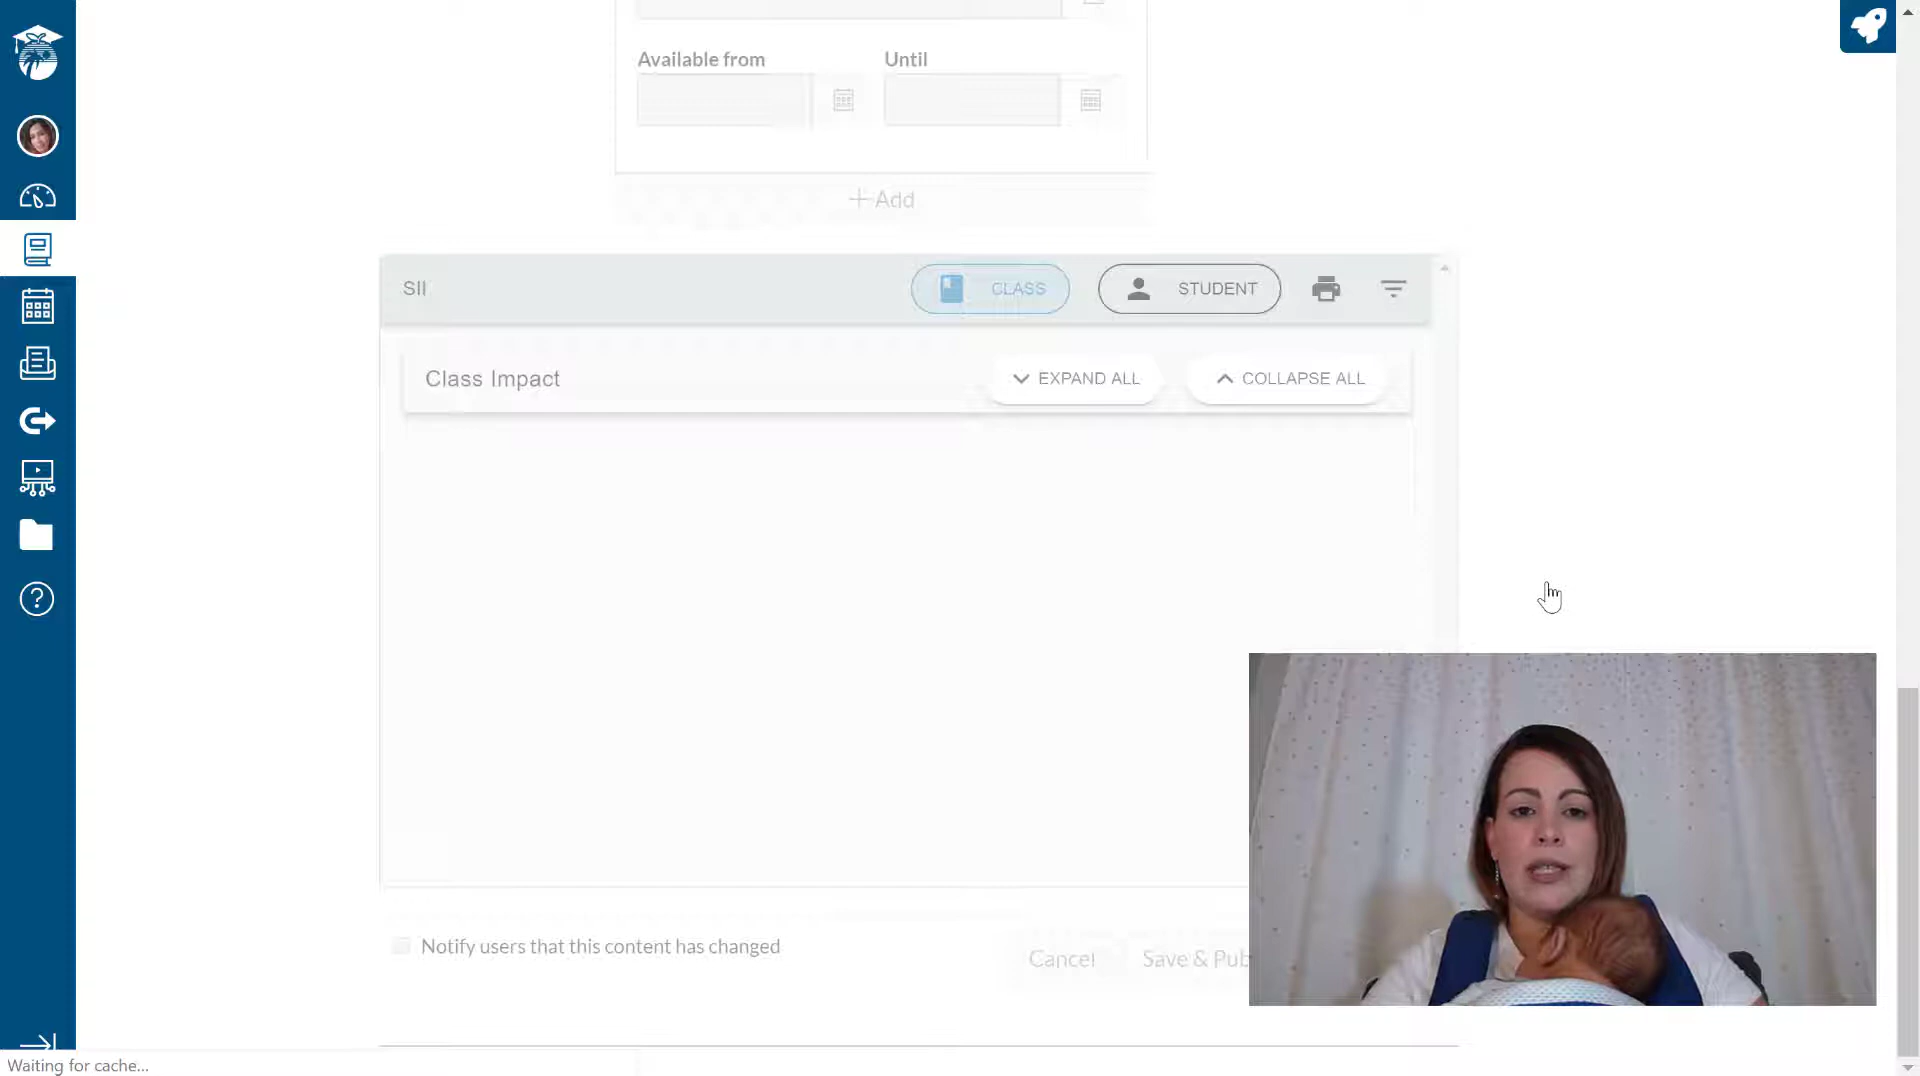 Available from
Until
+ Add
SII
CLASS
STUDENT
Class Impact
EXPAND ALL
COLLAPSE ALL
Notify users that this content has changed
Cancel
Save & Pub
Waiting for cache...